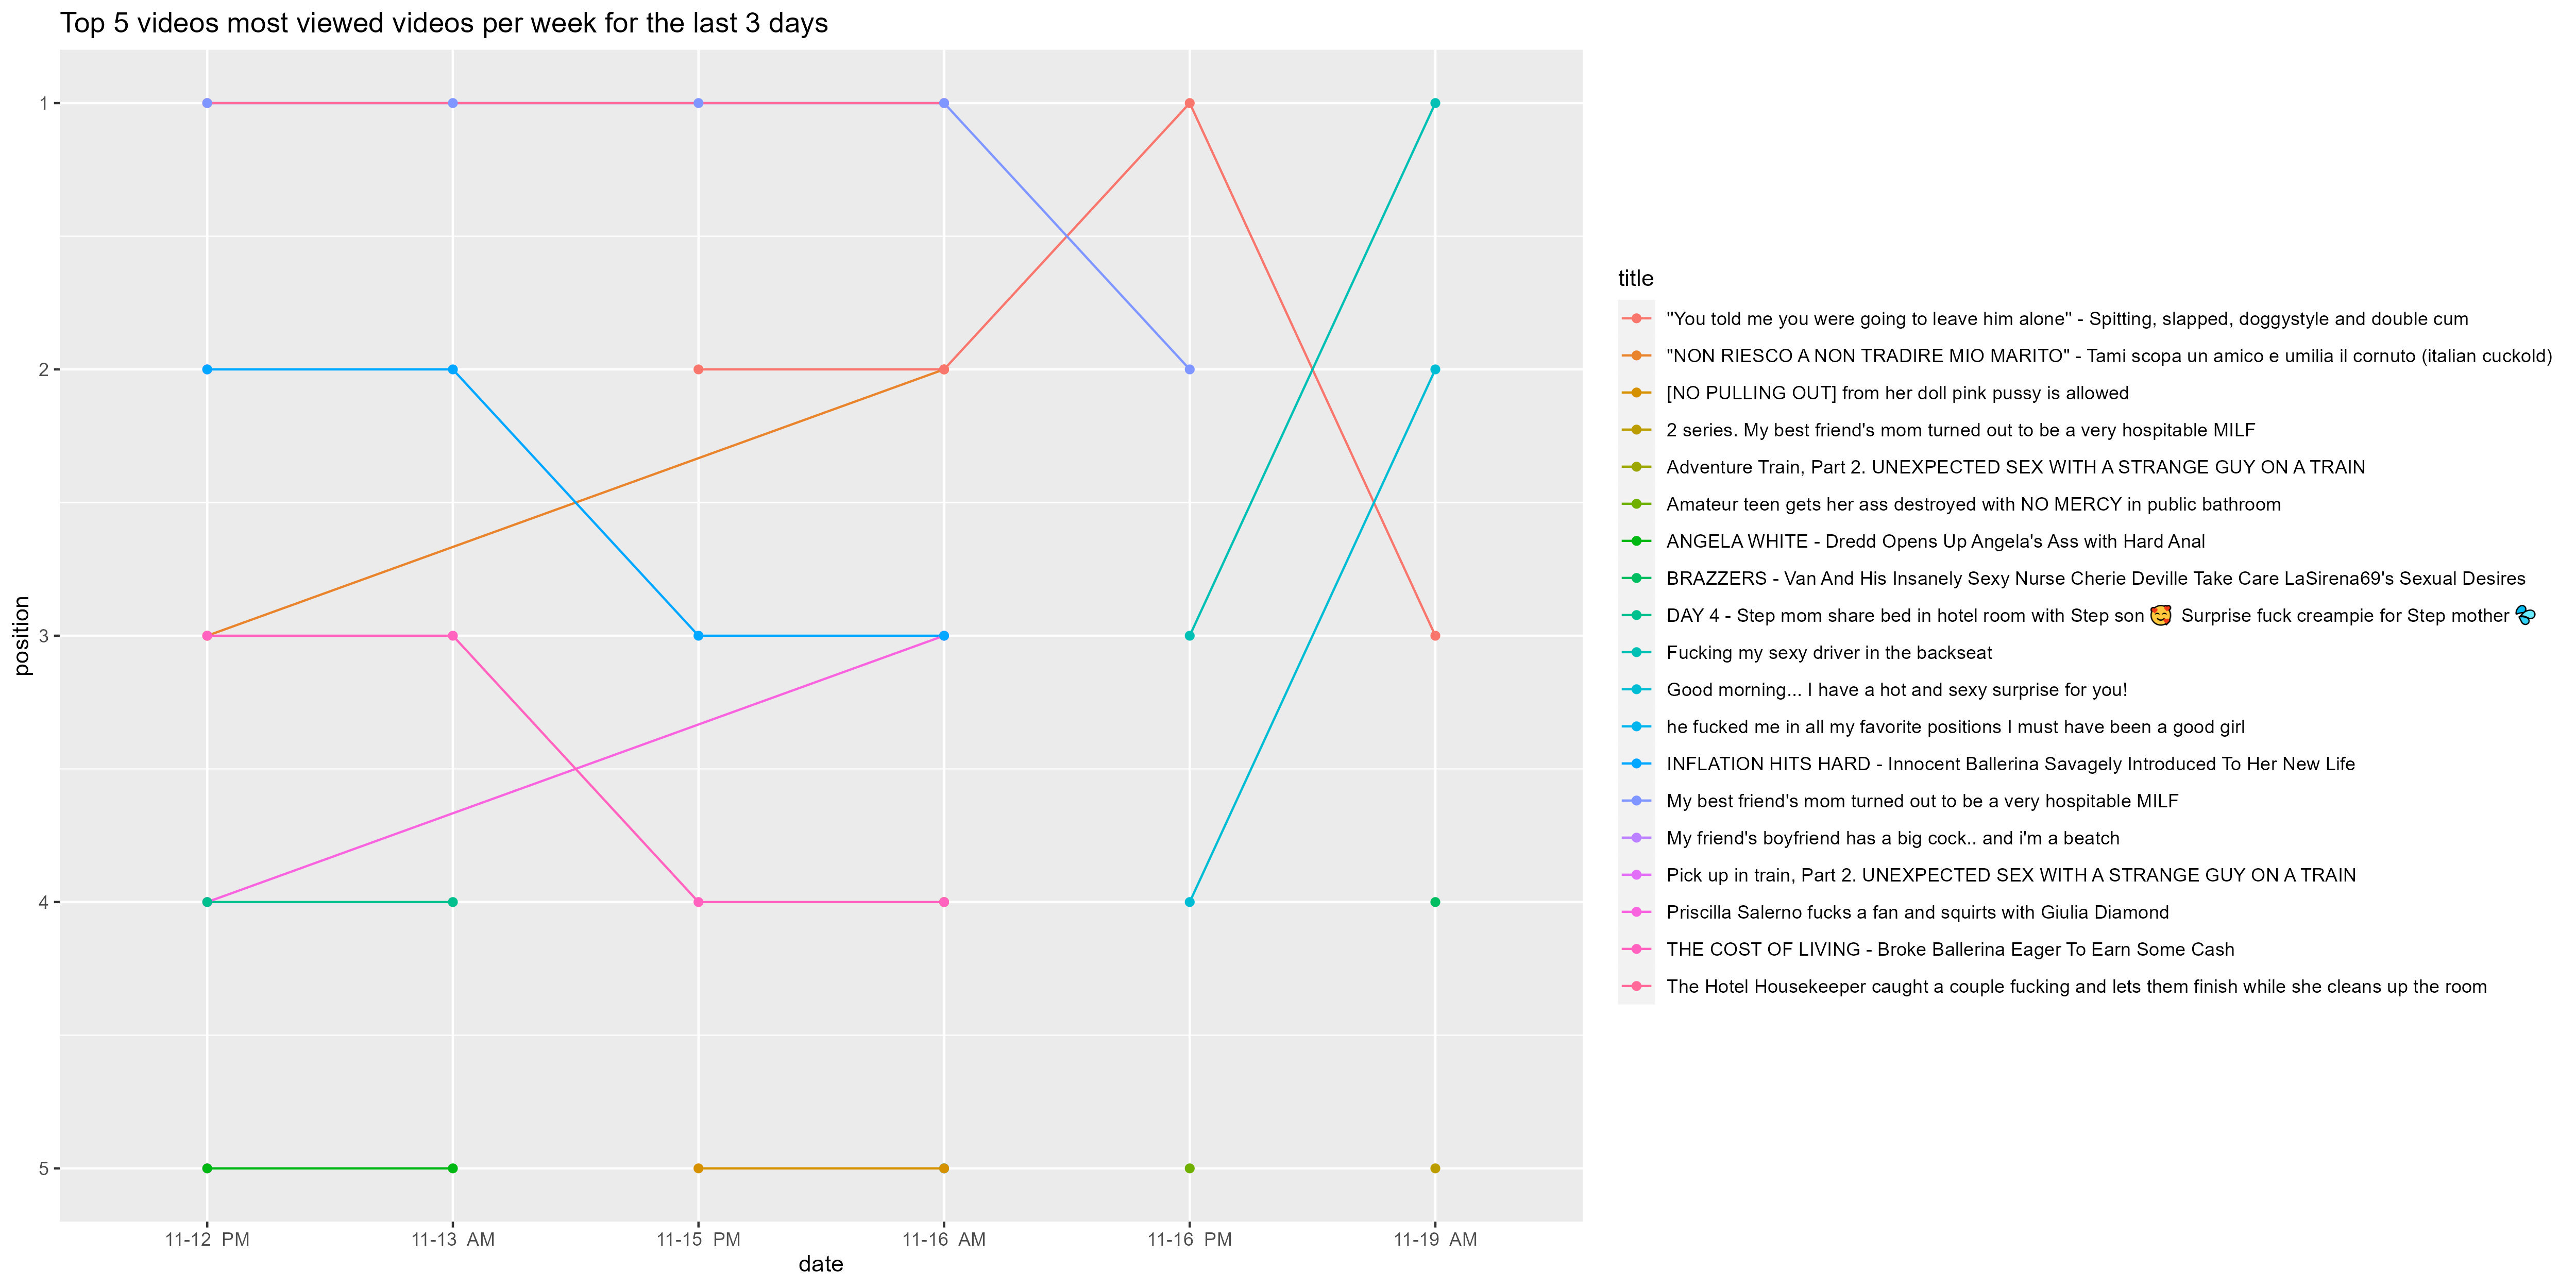 Top 5 videos most viewed videos per week for the last 3 days
position
1
2
3
4
5
11-12 PM
11-13 AM
11-15 PM
11-16 AM
11-16 PM
11-19 AM
date
title
"You told me you were going to leave him alone" - Spitting, slapped, doggystyle and double cum
"NON RIESCO A NON TRADIRE MIO MARITO" - Tami scopa un amico e umilia il cornuto (italian cuckold)
[NO PULLING OUT] from her doll pink pussy is allowed
2 series. My best friend's mom turned out to be a very hospitable MILF
Adventure Train, Part 2. UNEXPECTED SEX WITH A STRANGE GUY ON A TRAIN
Amateur teen gets her ass destroyed with NO MERCY in public bathroom
ANGELA WHITE - Dredd Opens Up Angela's Ass with Hard Anal
BRAZZERS - Van And His Insanely Sexy Nurse Cherie Deville Take Care LaSirena69's Sexual Desires
DAY 4 - Step mom share bed in hotel room with Step son 🥰 Surprise fuck creampie for Step mother 💦
Fucking my sexy driver in the backseat
Good morning... I have a hot and sexy surprise for you!
he fucked me in all my favorite positions I must have been a good girl
INFLATION HITS HARD - Innocent Ballerina Savagely Introduced To Her New Life
My best friend's mom turned out to be a very hospitable MILF
My friend's boyfriend has a big cock.. and i'm a beatch
Pick up in train, Part 2. UNEXPECTED SEX WITH A STRANGE GUY ON A TRAIN
Priscilla Salerno fucks a fan and squirts with Giulia Diamond
THE COST OF LIVING - Broke Ballerina Eager To Earn Some Cash
The Hotel Housekeeper caught a couple fucking and lets them finish while she cleans up the room